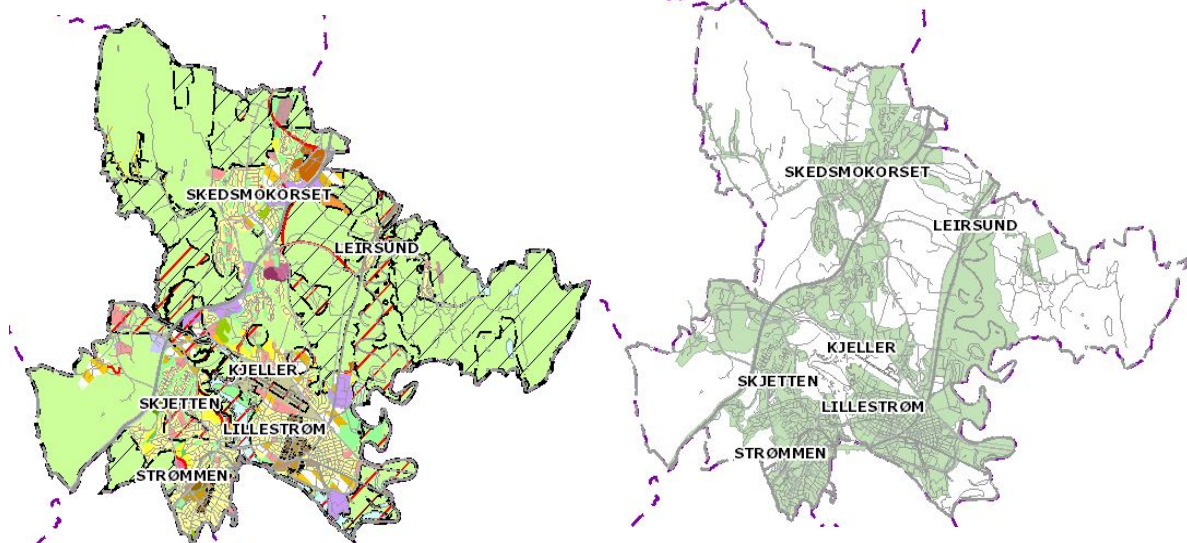 SKEDSMOKORSET
LEIRSUND
KJELLER
SKJETTEN
LILLESTRØM
STRØMMEN
SKEDSMOKORSET
LEIRSUND
KJELLER
SKJETTEN
LILLESTRØM
STRØMMEN